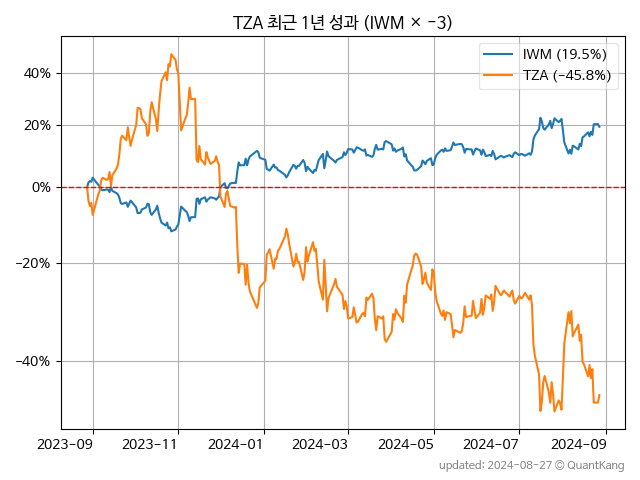 TZA 최근 1년 성과 (IWM × −3)
IWM (19.5%)
TZA (−45.8%)
40%
20%
0%
−20%
−40%
2023-09 2023-11 2024-01 2024-03 2024-05 2024-07 2024-09
updated: 2024-08-27 © QuantKang